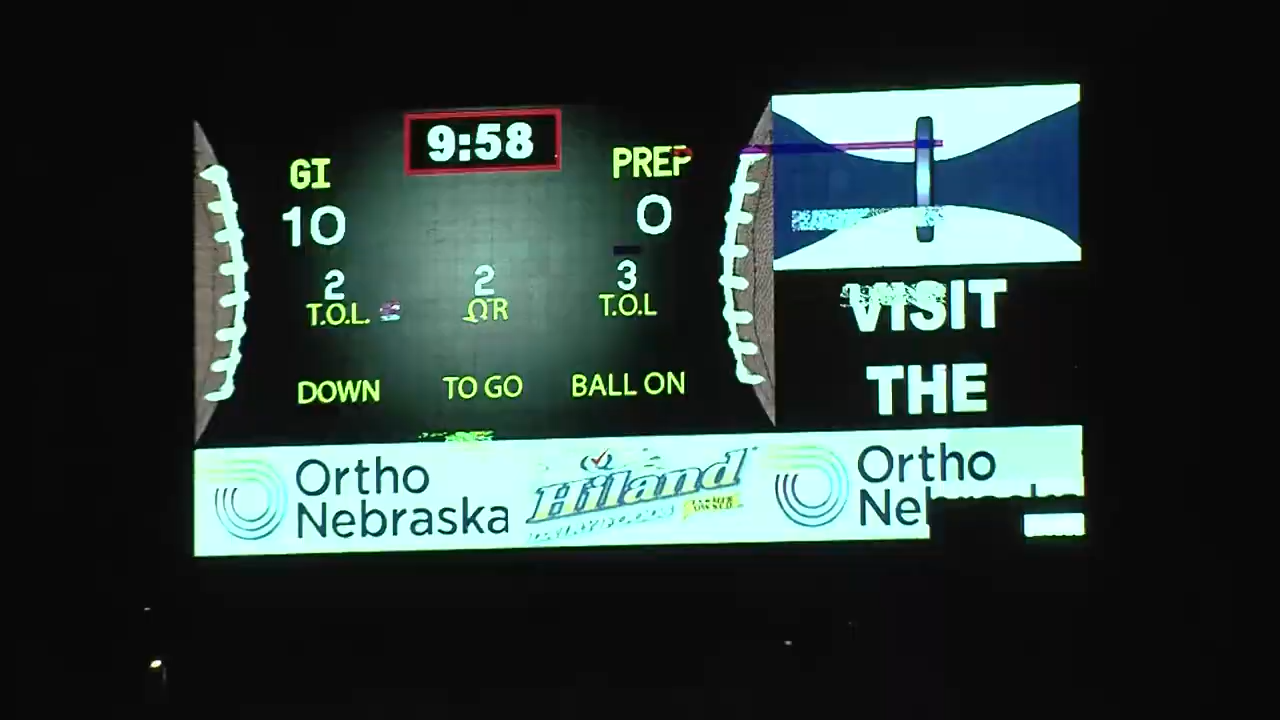 9:58
GI
PREP
10
0
2
2
3
T.O.L.
QTR
T.O.L
DOWN
TO GO
BALL ON
VISIT
THE
Ortho
Nebraska
Hiland
Ortho